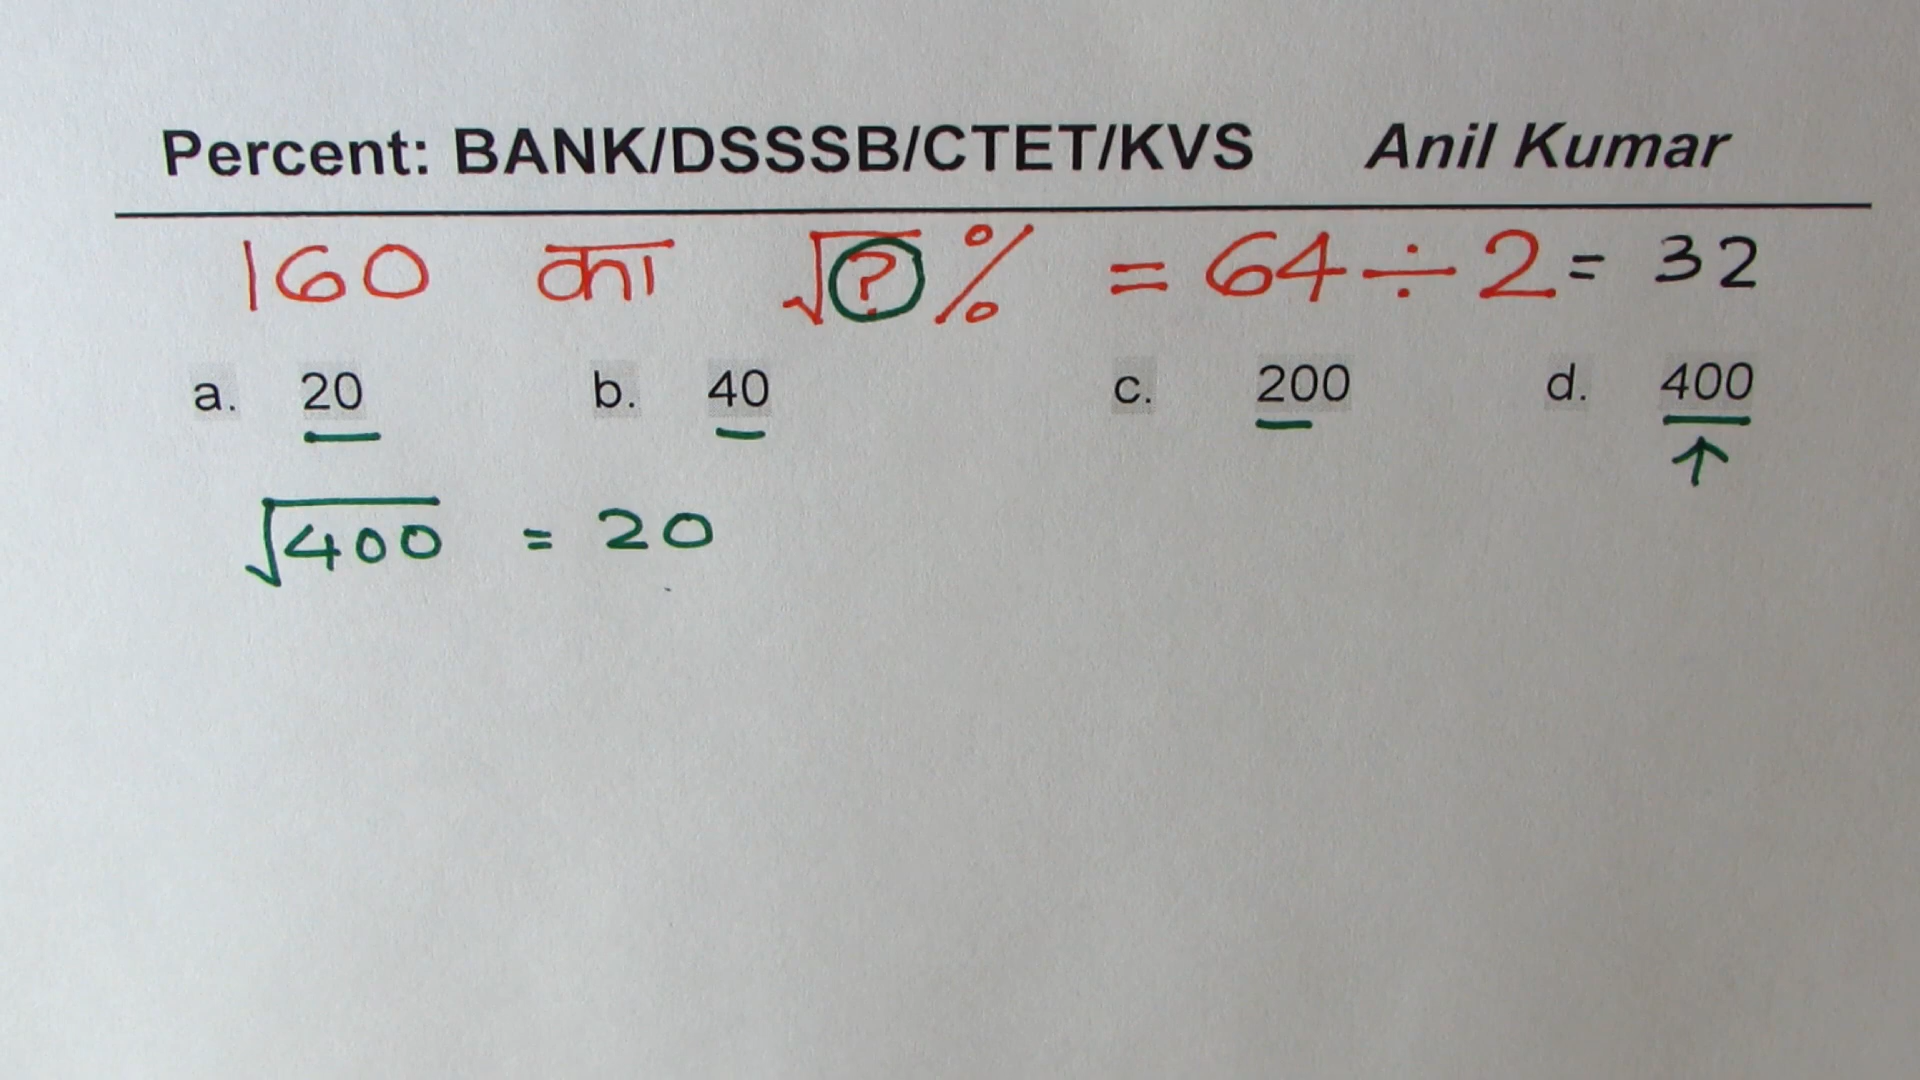 Percent: BANK/DSSSB/CTET/KVS Anil Kumar
160 का √? % = 64 ÷ 2 = 32
a. 20 b. 40 c. 200 d. 400
↑
√400 = 20